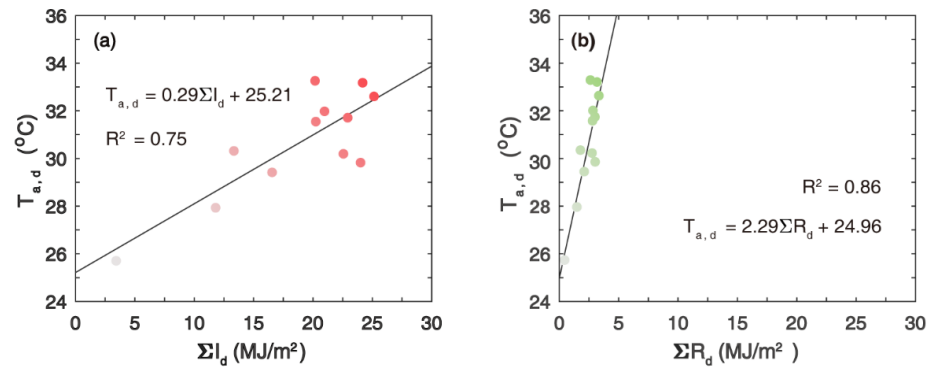 (a)
T_a,d = 0.29ΣI_d + 25.21
R² = 0.75
T_a,d (°C)
36
34
32
30
28
26
24
0 5 10 15 20 25 30
ΣI_d (MJ/m²)
(b)
R² = 0.86
T_a,d = 2.29ΣR_d + 24.96
T_a,d (°C)
36
34
32
30
28
26
24
0 5 10 15 20 25 30
ΣR_d (MJ/m²)